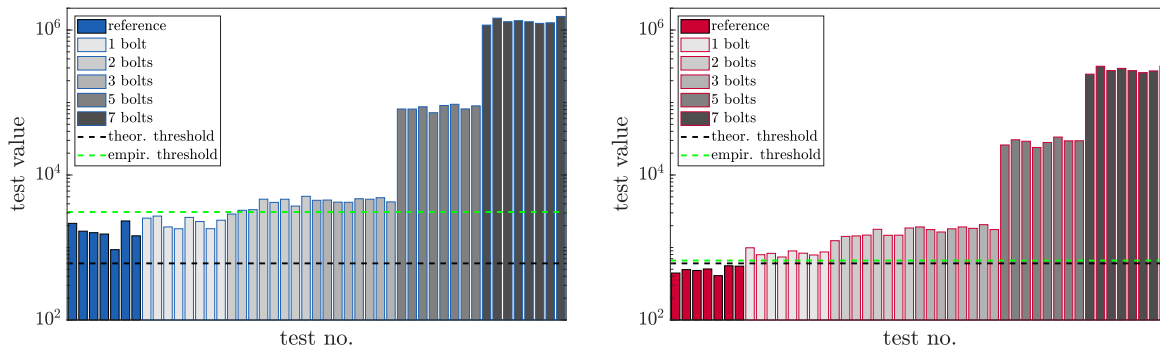 10^6
10^4
10^2
test value
test no.
reference
1 bolt
2 bolts
3 bolts
5 bolts
7 bolts
theor. threshold
empir. threshold
10^6
10^4
10^2
test value
test no.
reference
1 bolt
2 bolts
3 bolts
5 bolts
7 bolts
theor. threshold
empir. threshold